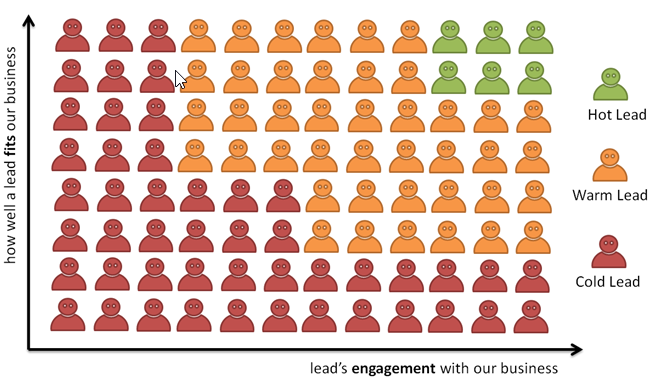 how well a lead fits our business
Hot Lead
Warm Lead
Cold Lead
lead's engagement with our business